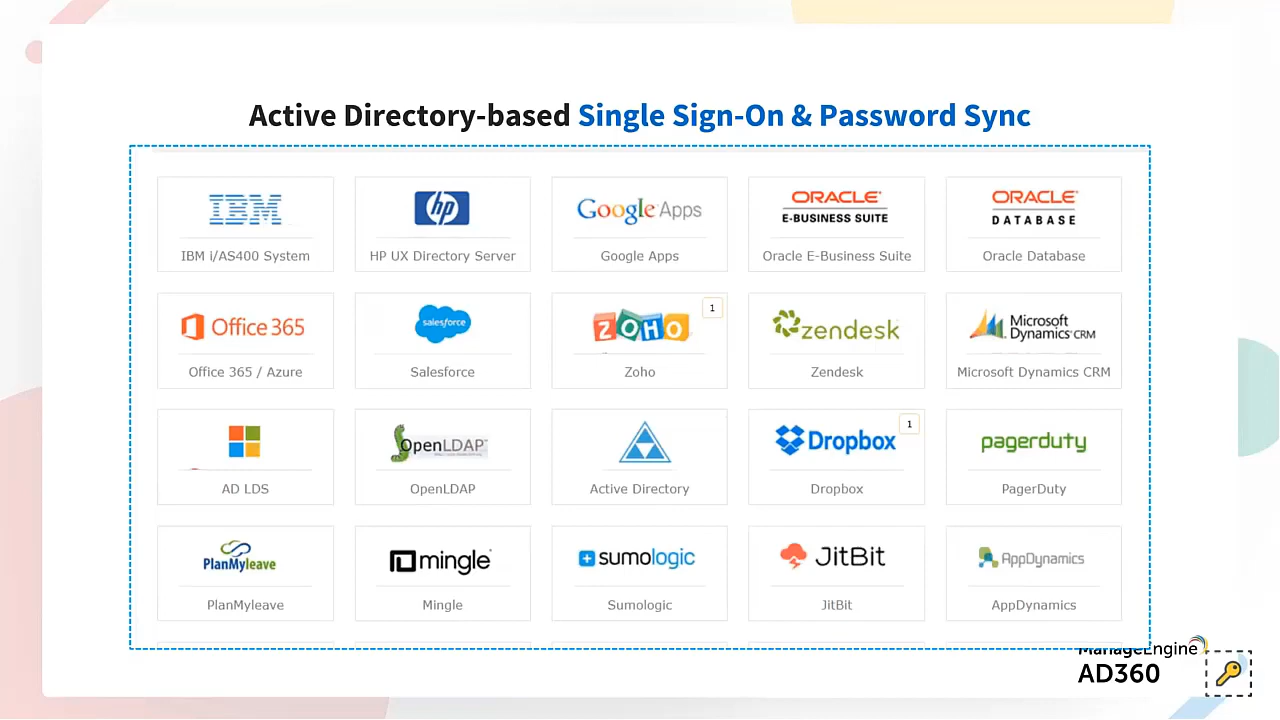 Active Directory-based Single Sign-On & Password Sync
IBM
hp
Google Apps
ORACLE
E-BUSINESS SUITE
ORACLE
DATABASE
IBM i/AS400 System
HP UX Directory Server
Google Apps
Oracle E-Business Suite
Oracle Database
Office 365
salesforce
ZOHO
1
zendesk
Microsoft
Dynamics CRM
Office 365 / Azure
Salesforce
Zoho
Zendesk
Microsoft Dynamics CRM
OpenLDAP
Dropbox
1
pagerduty
AD LDS
OpenLDAP
Active Directory
Dropbox
PagerDuty
PlanMyleave
mingle
sumologic
JitBit
AppDynamics
PlanMyleave
Mingle
Sumologic
JitBit
AppDynamics
ManageEngine
AD360